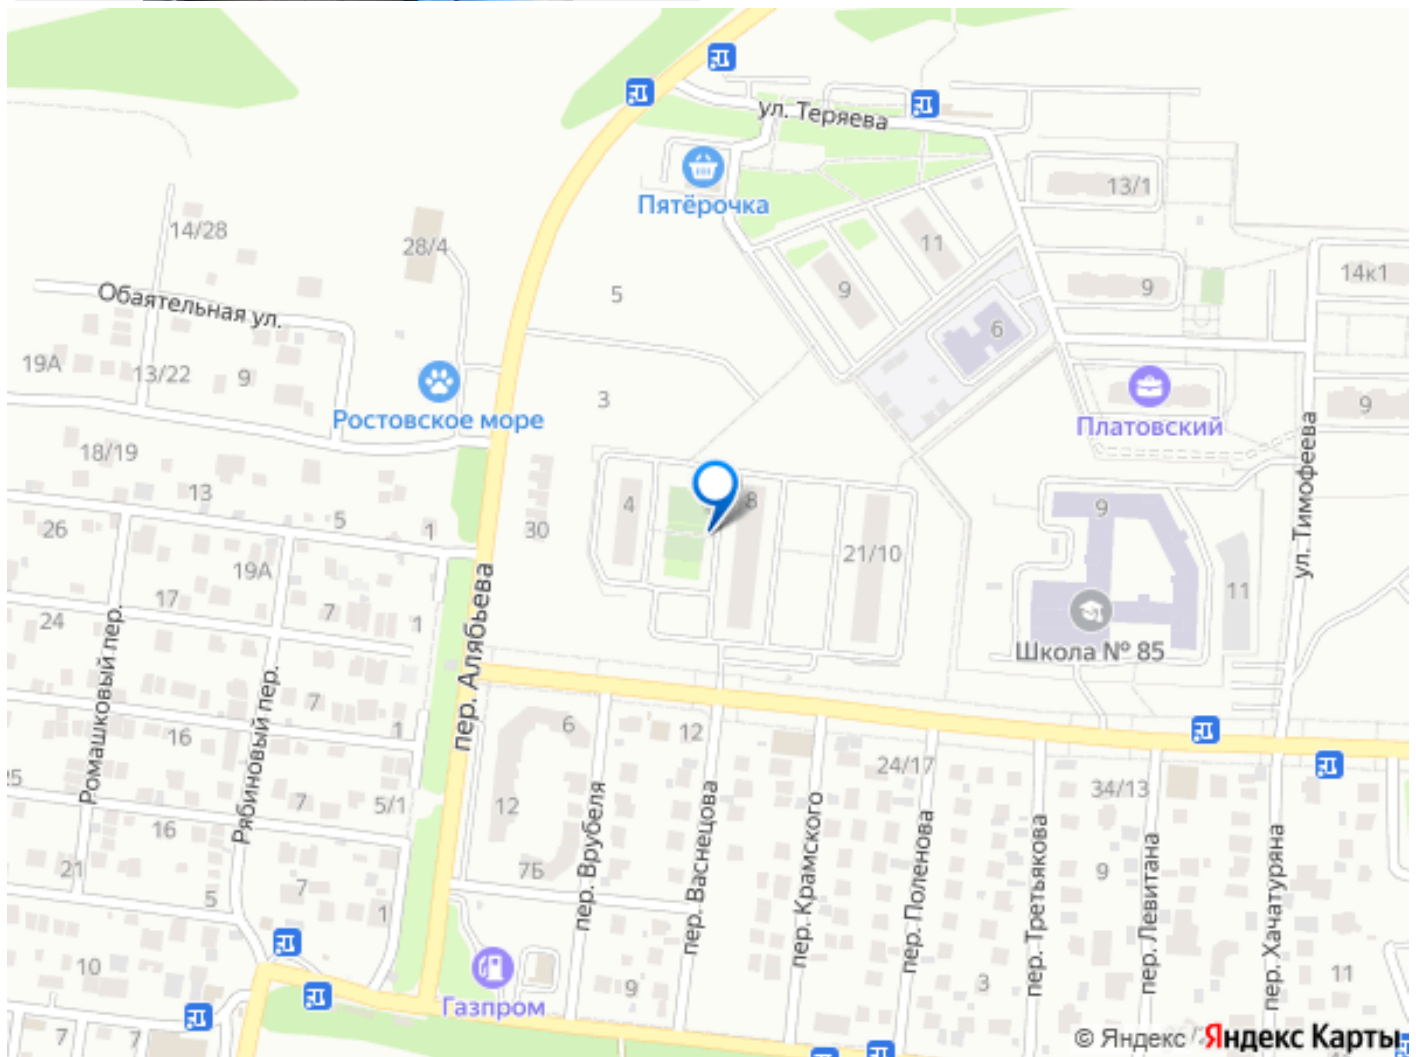 ул. Теряева
Пятёрочка
13/1
14/28
28/4
11
14к1
9
9
5
Обаятельная ул.
6
19А
13/22
9
3
Ростовское море
Платовский
9
18/19
13
5
1
26
4
8
30
9
ул. Тимофеева
21/10
19А
17
7
1
24
11
Школа № 85
пер. Алябьева
Ромашковый пер.
Рябиновый пер.
7
1
16
6
12
24/17
34/13
25
7
5/1
12
16
пер. Врубеля
пер. Васнецова
пер. Крамского
пер. Поленова
пер. Третьякова
пер. Левитана
пер. Хачатуряна
21
5
7
1
7Б
9
10
Газпром
9
3
11
7
7
© Яндекс
Яндекс Карты